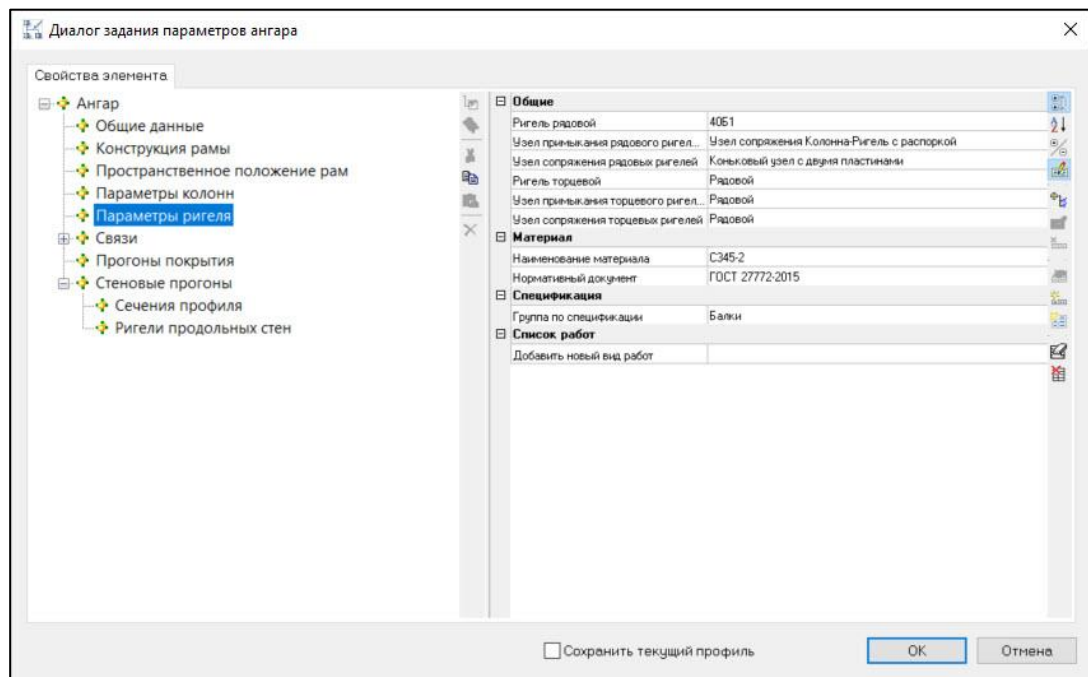 Диалог задания параметров ангара
Свойства элемента
Ангар
Общие данные
Конструкция рамы
Пространственное положение рам
Параметры колонн
Параметры ригеля
Связи
Прогоны покрытия
Стеновые прогоны
Сечения профиля
Ригели продольных стен
Общие
Ригель рядовой 40Б1
Узел примыкания рядового ригел... Узел сопряжения Колонна-Ригель с распоркой
Узел сопряжения рядовых ригелей Коньковый узел с двумя пластинами
Ригель торцевой Рядовой
Узел примыкания торцевого ригел... Рядовой
Узел сопряжения торцевых ригелей Рядовой
Материал
Наименование материала С345-2
Нормативный документ ГОСТ 27772-2015
Спецификация
Группа по спецификации Балки
Список работ
Добавить новый вид работ
Сохранить текущий профиль
OK
Отмена